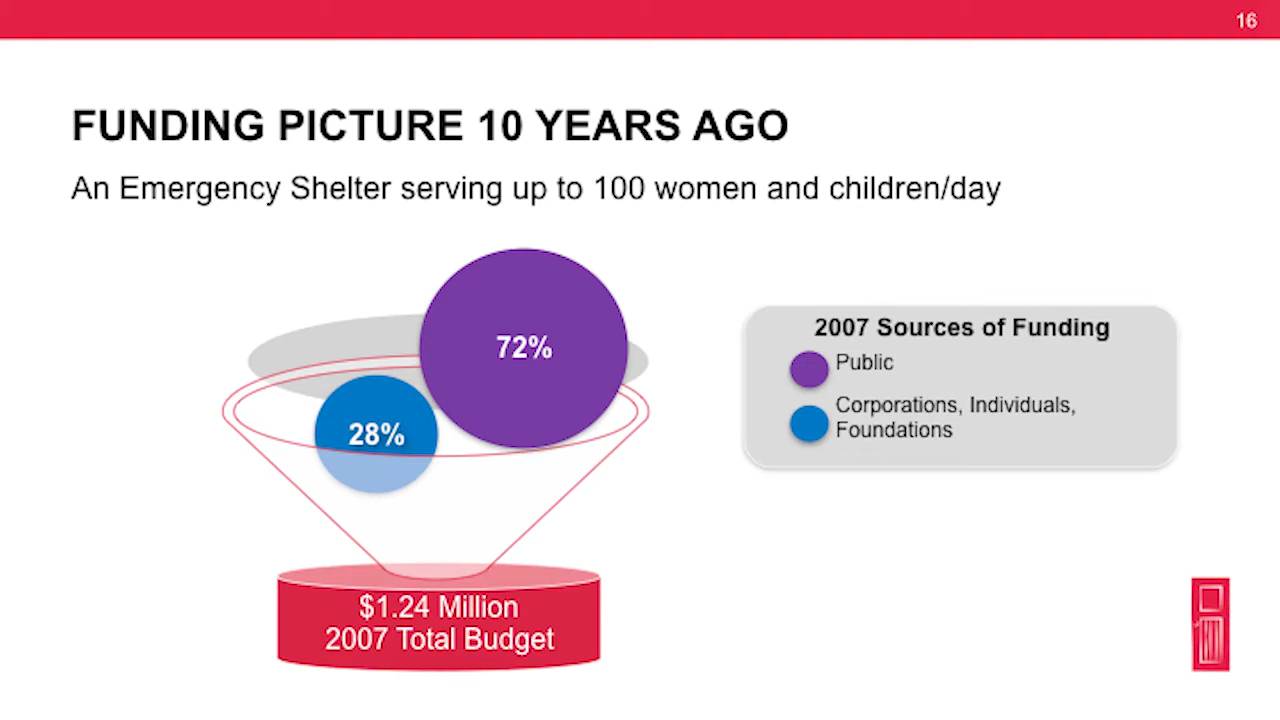 16
FUNDING PICTURE 10 YEARS AGO
An Emergency Shelter serving up to 100 women and children/day
72%
28%
2007 Sources of Funding
Public
Corporations, Individuals,
Foundations
$1.24 Million
2007 Total Budget